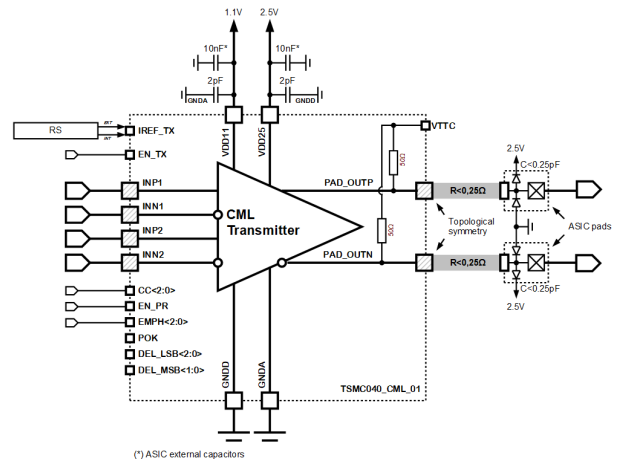 1.1V 2.5V
10nF* 10nF*
2pF 2pF
GNDA GNDD
RS
EXT
INT
IREF_TX
EN_TX
VDD11
VDD25
VTTC
50Ω
50Ω
INP1
INN1
INP2
INN2
CML
Transmitter
PAD_OUTP
PAD_OUTN
R<0,25Ω
R<0,25Ω
Topological
symmetry
2.5V
C<0.25pF
ASIC pads
C<0.25pF
2.5V
CC<2:0>
EN_PR
EMPH<2:0>
POK
DEL_LSB<2:0>
DEL_MSB<1:0>
GNDD
GNDA
TSMC040_CML_01
(*) ASIC external capacitors